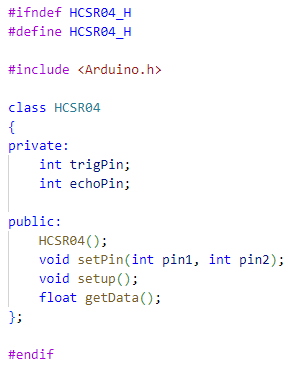 #ifndef HCSR04_H
#define HCSR04_H
#include <Arduino.h>
class HCSR04
{
private:
    int trigPin;
    int echoPin;
public:
    HCSR04();
    void setPin(int pin1, int pin2);
    void setup();
    float getData();
};
#endif